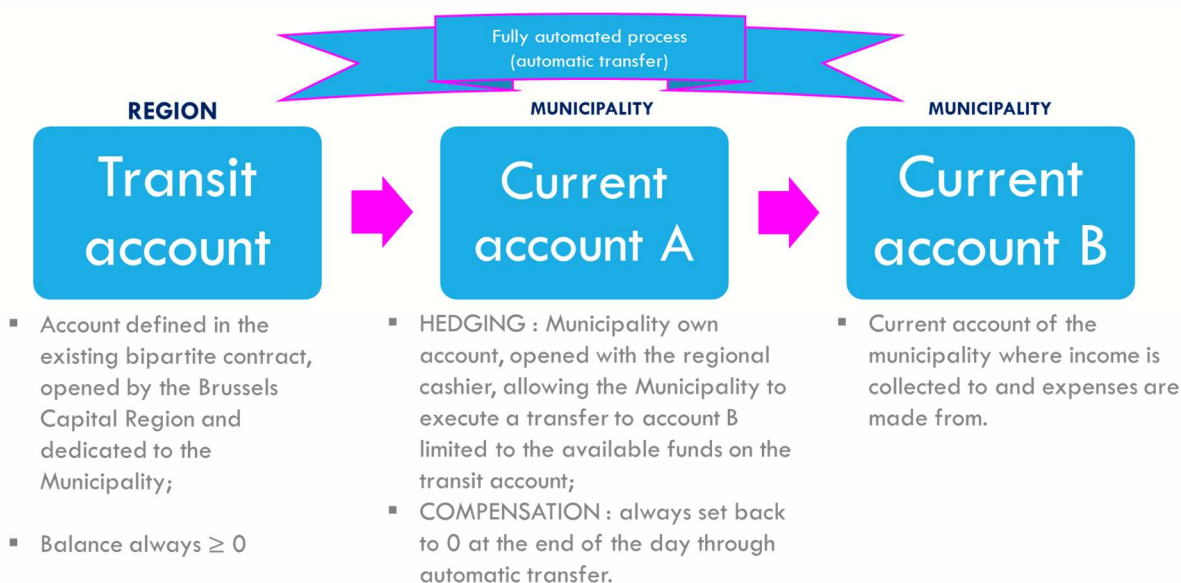 Fully automated process
(automatic transfer)
REGION
Transit
account
▪ Account defined in the
existing bipartite contract,
opened by the Brussels
Capital Region and
dedicated to the
Municipality;
▪ Balance always ≥ 0
MUNICIPALITY
Current
account A
▪ HEDGING : Municipality own
account, opened with the regional
cashier, allowing the Municipality to
execute a transfer to account B
limited to the available funds on the
transit account;
▪ COMPENSATION : always set back
to 0 at the end of the day through
automatic transfer.
MUNICIPALITY
Current
account B
▪ Current account of the
municipality where income is
collected to and expenses are
made from.